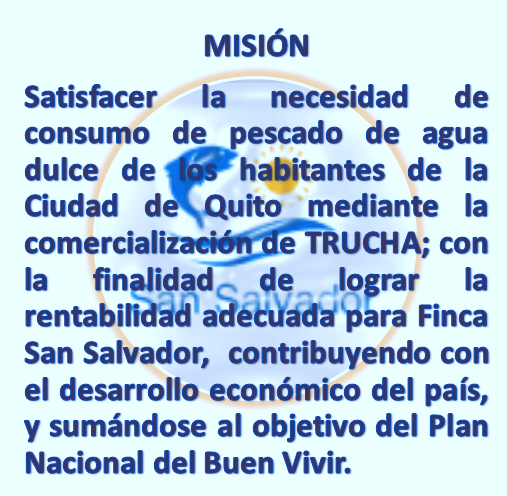 MISIÓN
Satisfacer la necesidad de
consumo de pescado de agua
dulce de los habitantes de la
Ciudad de Quito mediante la
comercialización de TRUCHA; con
la finalidad de lograr la
San Salvador
rentabilidad adecuada para Finca
San Salvador, contribuyendo con
el desarrollo económico del país,
y sumándose al objetivo del Plan
Nacional del Buen Vivir.